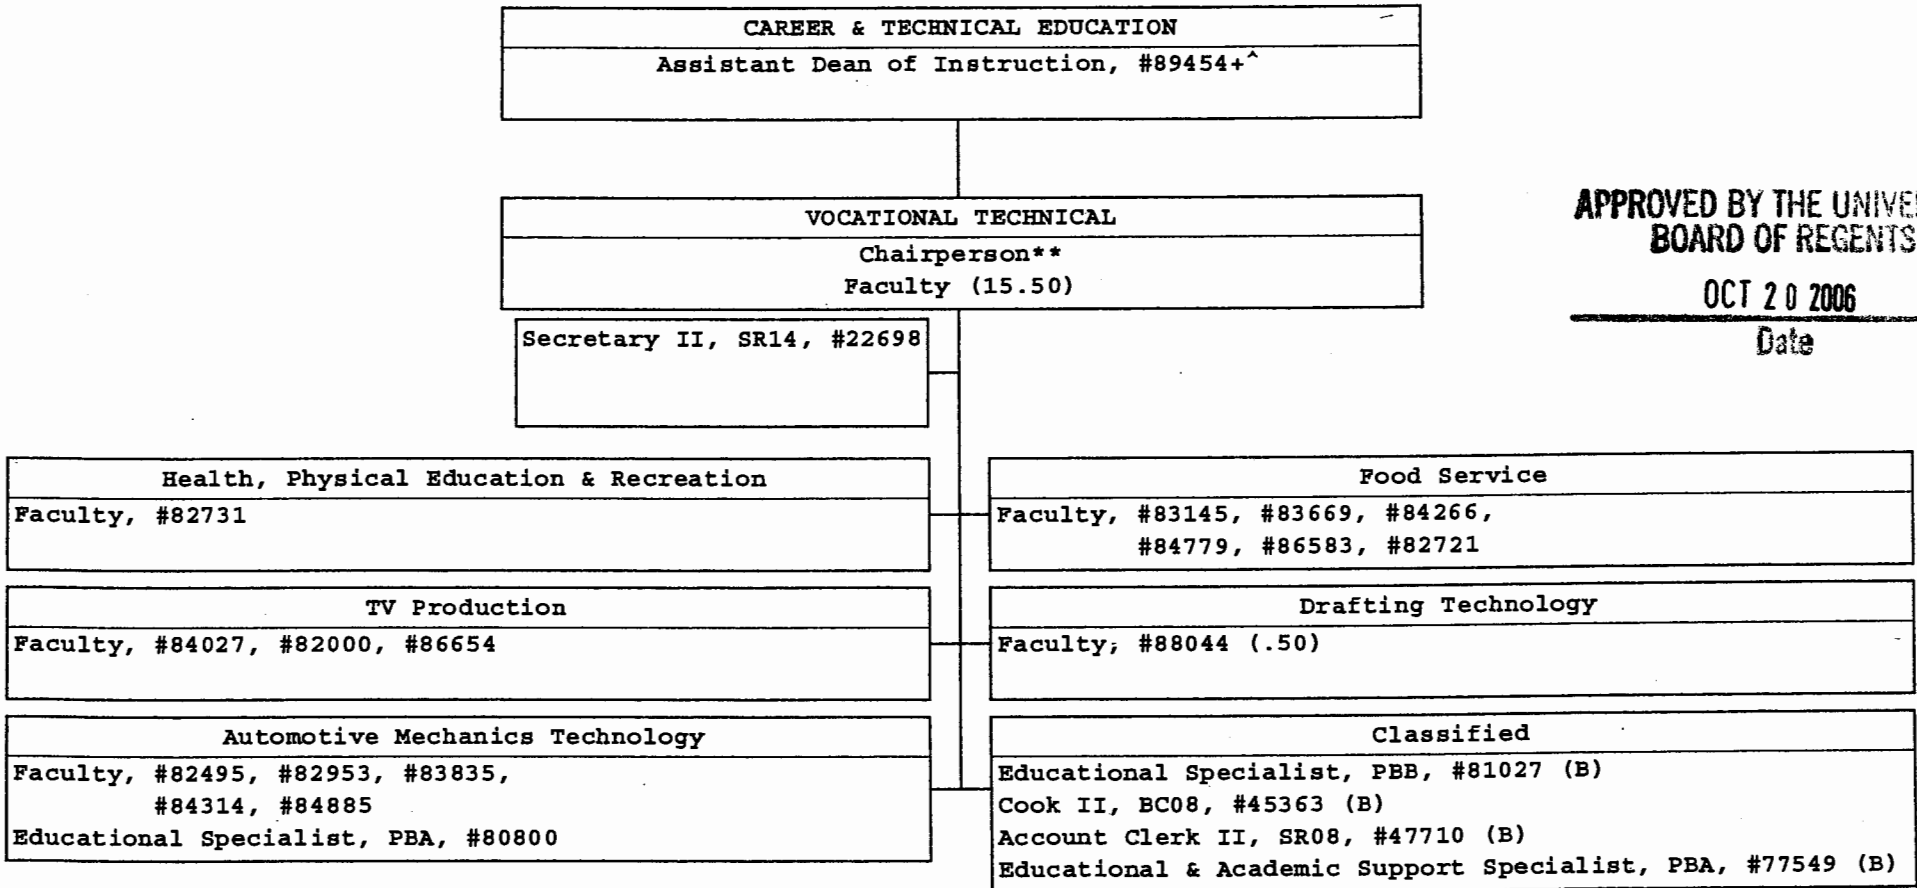 CAREER & TECHNICAL EDUCATION
Assistant Dean of Instruction, #89454+^
VOCATIONAL TECHNICAL
Chairperson**
Faculty (15.50)
APPROVED BY THE
BOARD OF REGENTS
OCT 20 2006
Date
Secretary II, SR14, #22698
Health, Physical Education & Recreation
Faculty, #82731
Food Service
Faculty, #83145, #83669, #84266,
#84779, #86583, #82721
TV Production
Faculty, #84027, #82000, #86654
Drafting Technology
Faculty, #88044 (.50)
Automotive Mechanics Technology
Faculty, #82495, #82953, #83835,
#84314, #84885
Educational Specialist, PBA, #80800
Classified
Educational Specialist, PBB, #81027 (B)
Cook II, BC08, #45363 (B)
Account Clerk II, SR08, #47710 (B)
Educational & Academic Support Specialist, PBA, #77549 (B)